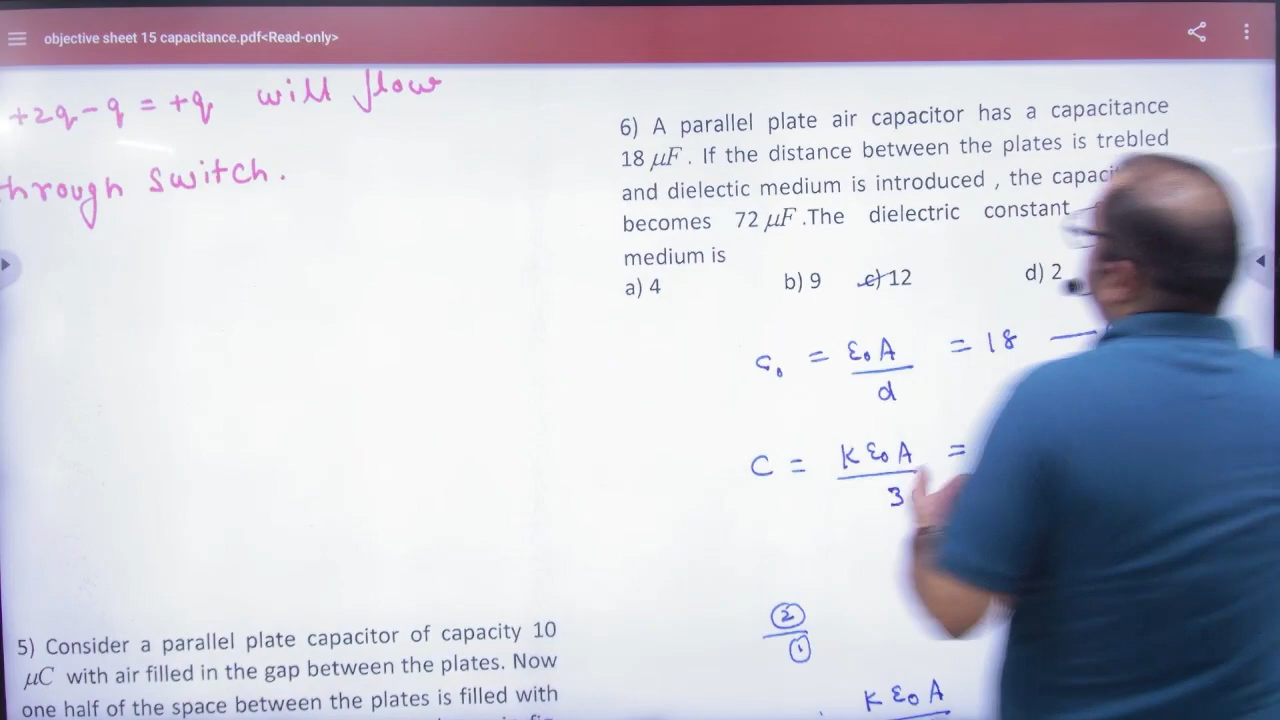 objective sheet 15 capacitance.pdf<Read-only>
+2q - q = +q will flow
through switch.
6) A parallel plate air capacitor has a capacitance
18 μF . If the distance between the plates is trebled
and dielectic medium is introduced , the
becomes 72 μF .The dielectric constant
medium is
a) 4 b) 9 c) 12 d) 2
C₀ = ε₀A / d = 18
C = K ε₀ A / 3 =
② / ①
K ε₀ A
5) Consider a parallel plate capacitor of capacity 10
μC with air filled in the gap between the plates. Now
one half of the space between the plates is filled with